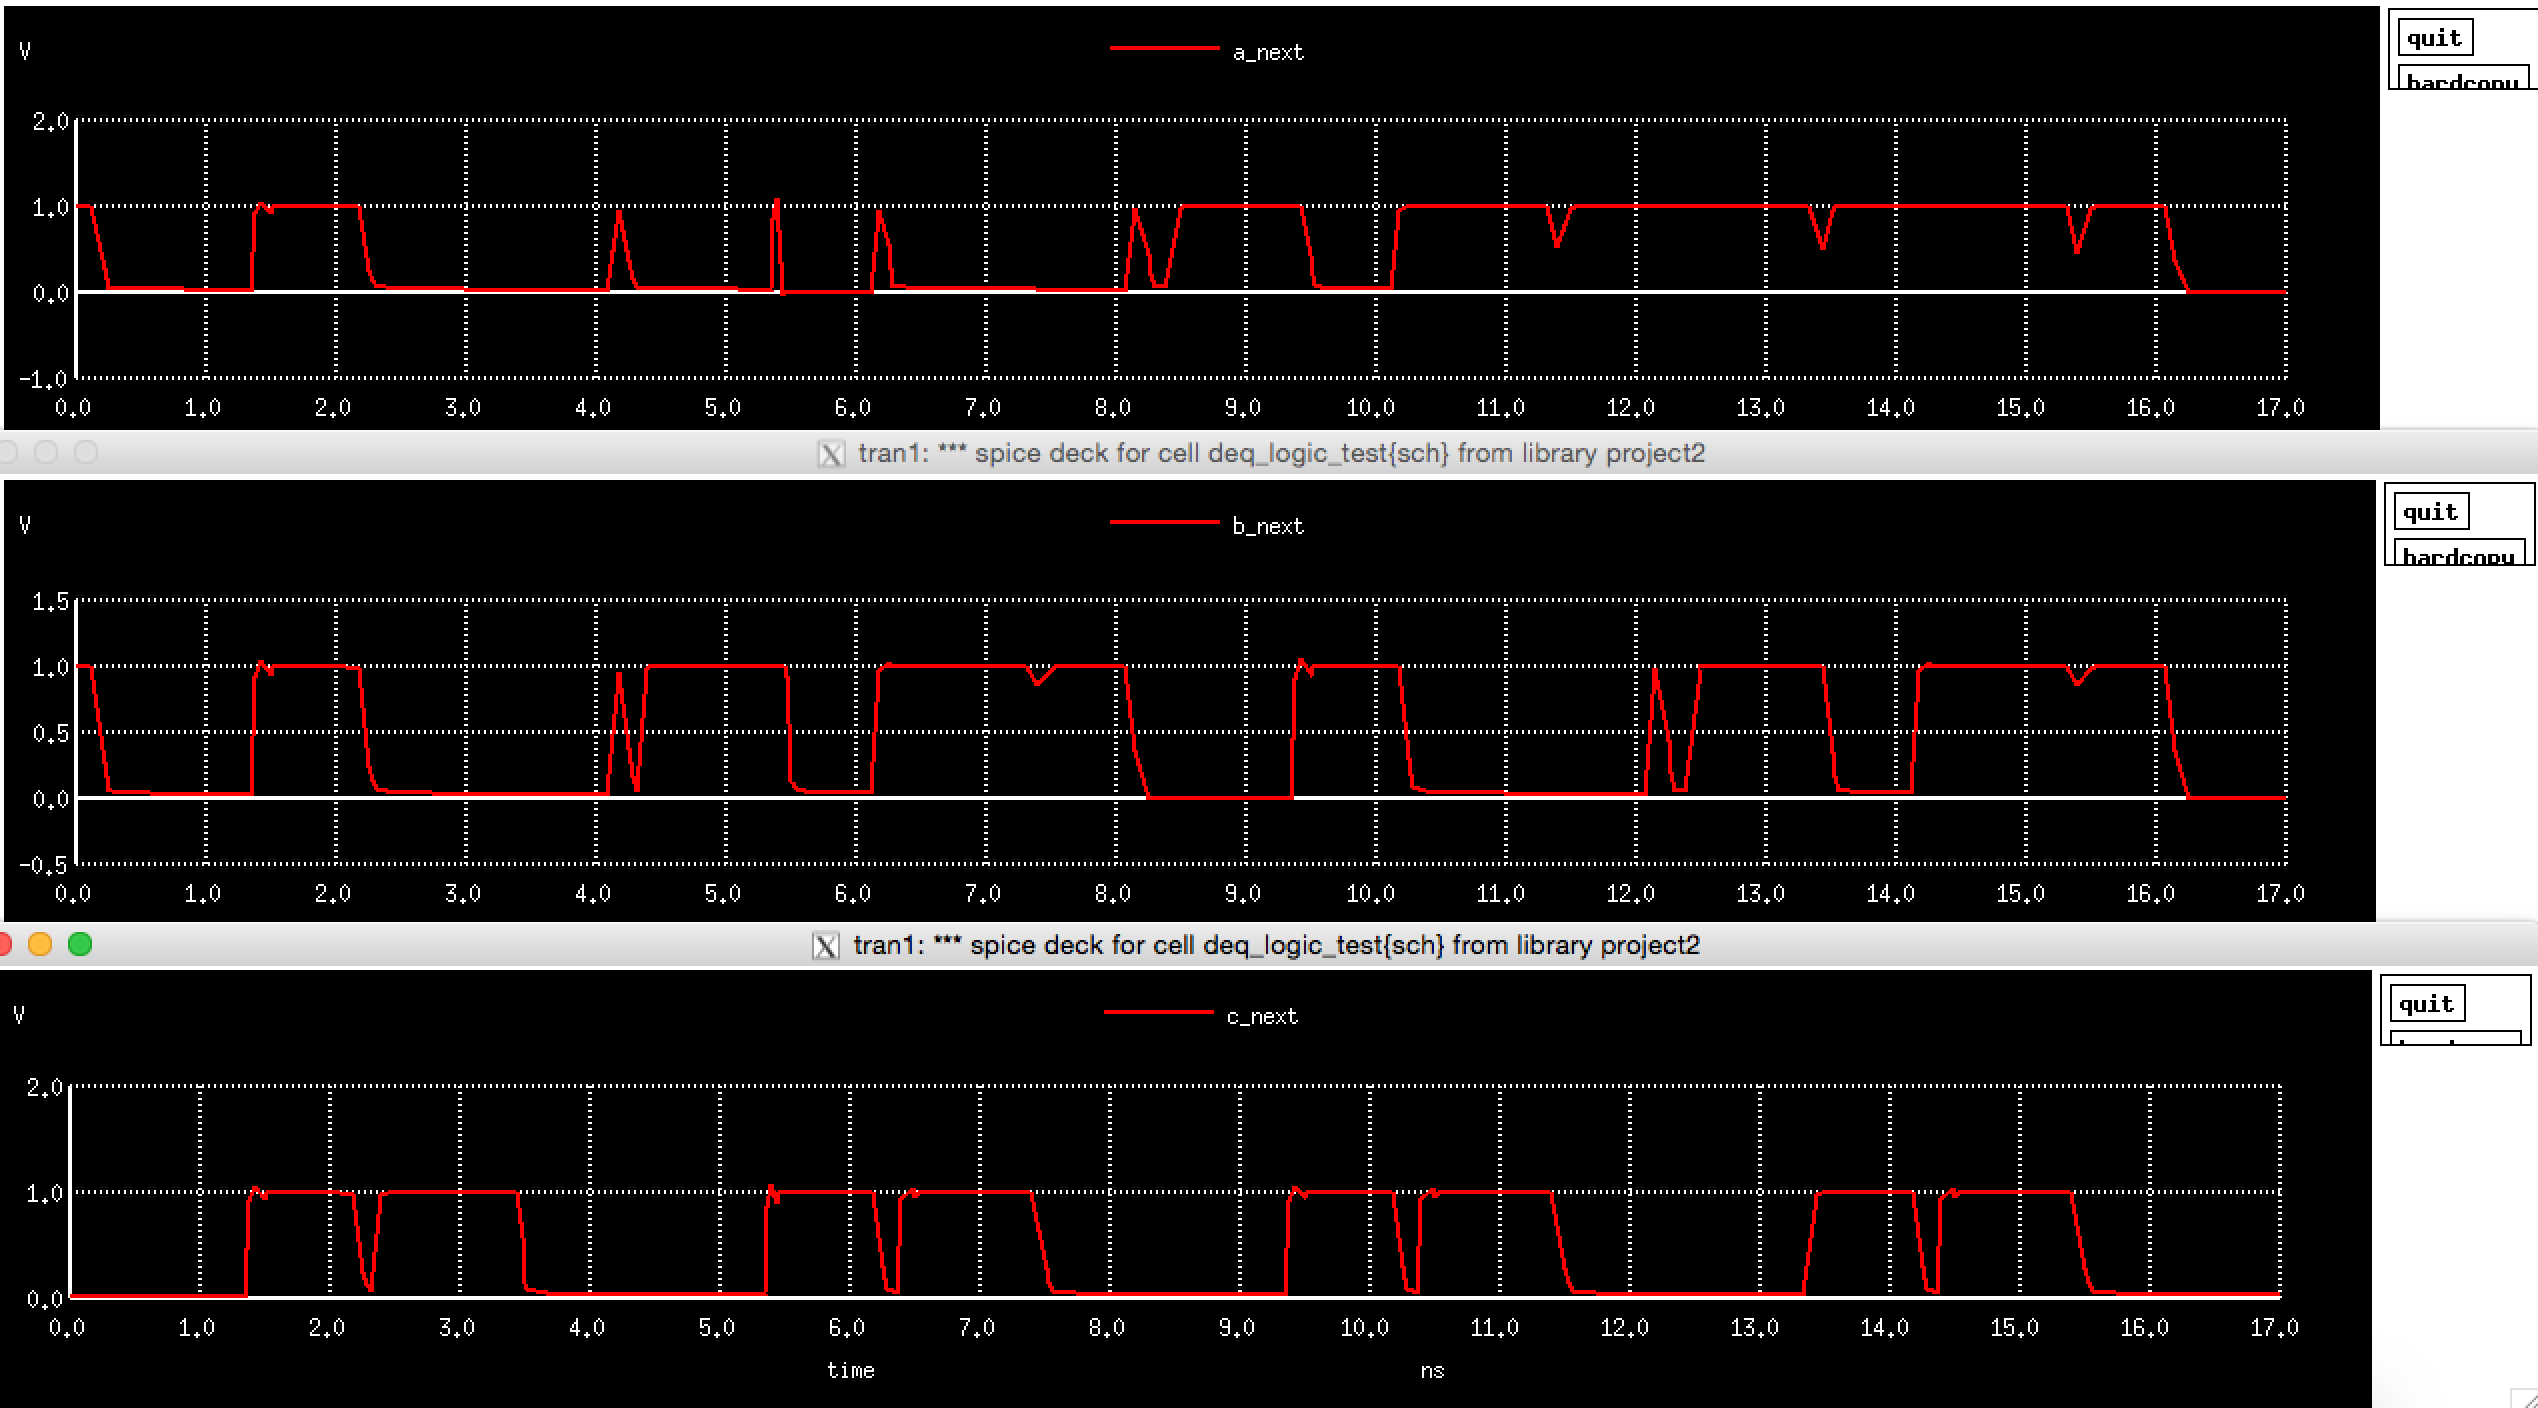 V
a_next
quit
hardcopy
2.0
1.0
0.0
-1.0
0.0 1.0 2.0 3.0 4.0 5.0 6.0 7.0 8.0 9.0 10.0 11.0 12.0 13.0 14.0 15.0 16.0 17.0
X tran1: *** spice deck for cell deq_logic_test{sch} from library project2
V
b_next
quit
hardcopy
1.5
1.0
0.5
0.0
-0.5
0.0 1.0 2.0 3.0 4.0 5.0 6.0 7.0 8.0 9.0 10.0 11.0 12.0 13.0 14.0 15.0 16.0 17.0
X tran1: *** spice deck for cell deq_logic_test{sch} from library project2
V
c_next
quit
2.0
1.0
0.0
0.0 1.0 2.0 3.0 4.0 5.0 6.0 7.0 8.0 9.0 10.0 11.0 12.0 13.0 14.0 15.0 16.0 17.0
time ns